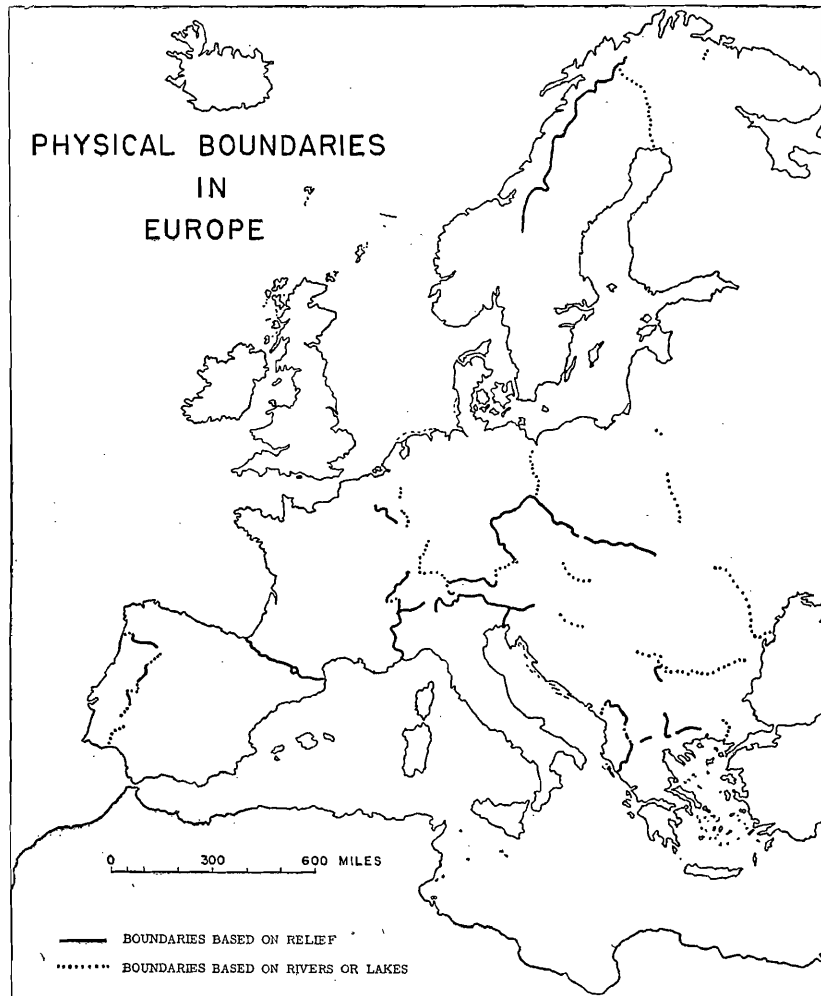 PHYSICAL BOUNDARIES
IN
EUROPE
0 300 600 MILES
BOUNDARIES BASED ON RELIEF
BOUNDARIES BASED ON RIVERS OR LAKES